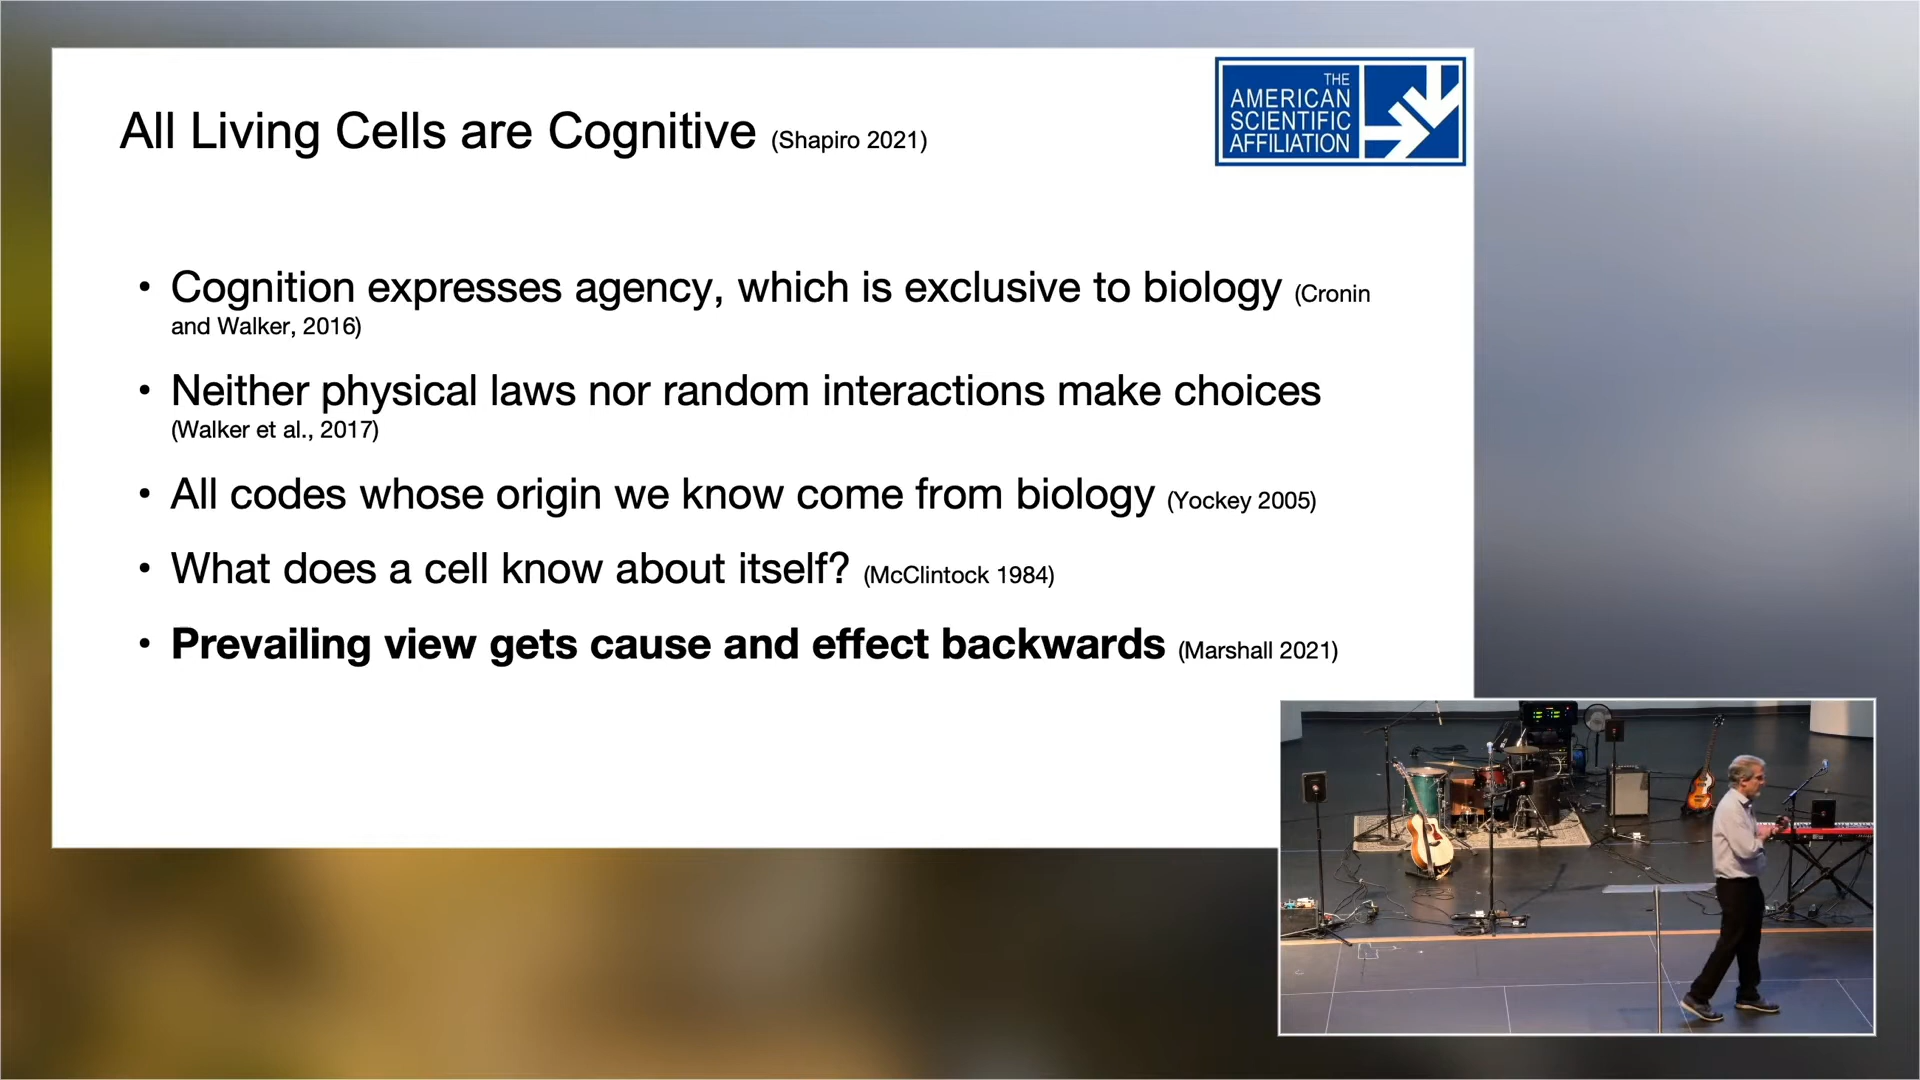 All Living Cells are Cognitive (Shapiro 2021)
THE
AMERICAN
SCIENTIFIC
AFFILIATION
• Cognition expresses agency, which is exclusive to biology (Cronin
and Walker, 2016)
• Neither physical laws nor random interactions make choices
(Walker et al., 2017)
• All codes whose origin we know come from biology (Yockey 2005)
• What does a cell know about itself? (McClintock 1984)
• Prevailing view gets cause and effect backwards (Marshall 2021)